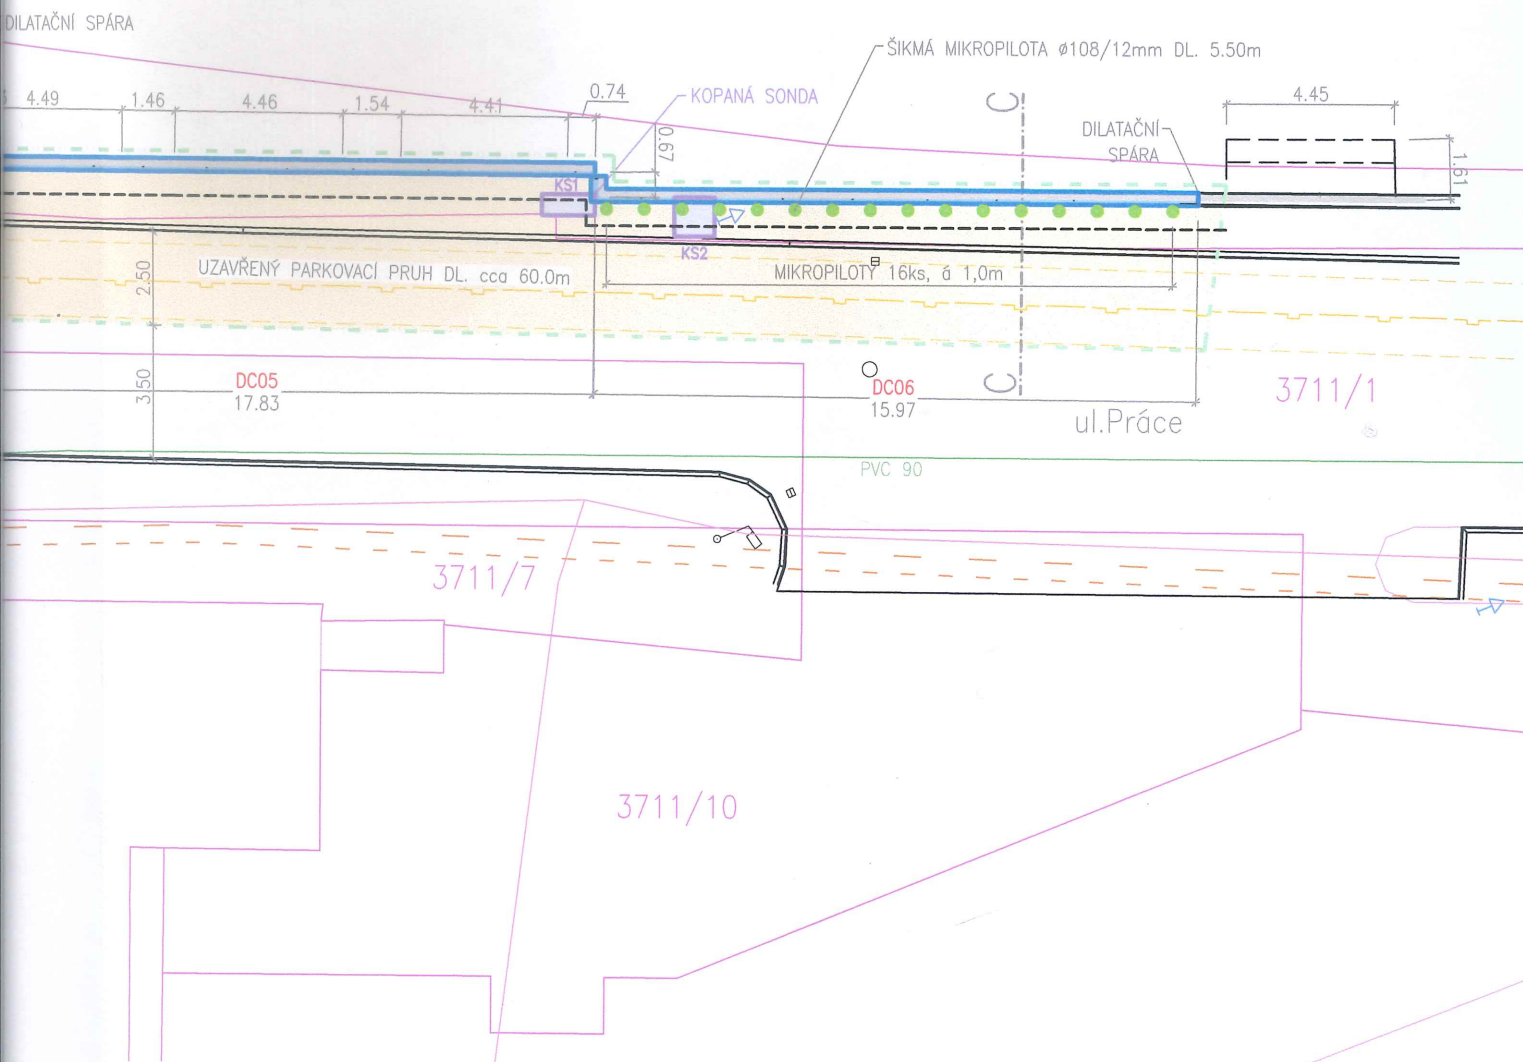 DILATAČNÍ SPÁRA
ŠIKMÁ MIKROPILOTA ø108/12mm DL. 5.50m
4.49
1.46
4.46
1.54
4.41
0.74
KOPANÁ SONDA
0.67
C
DILATAČNÍ
SPÁRA
4.45
1.61
KS1
KS2
UZAVŘENÝ PARKOVACÍ PRUH DL. cca 60.0m
MIKROPILOTY 16ks, á 1,0m
2.50
3.50
DC05
17.83
DC06
15.97
C
ul.Práce
3711/1
PVC 90
3711/7
3711/10